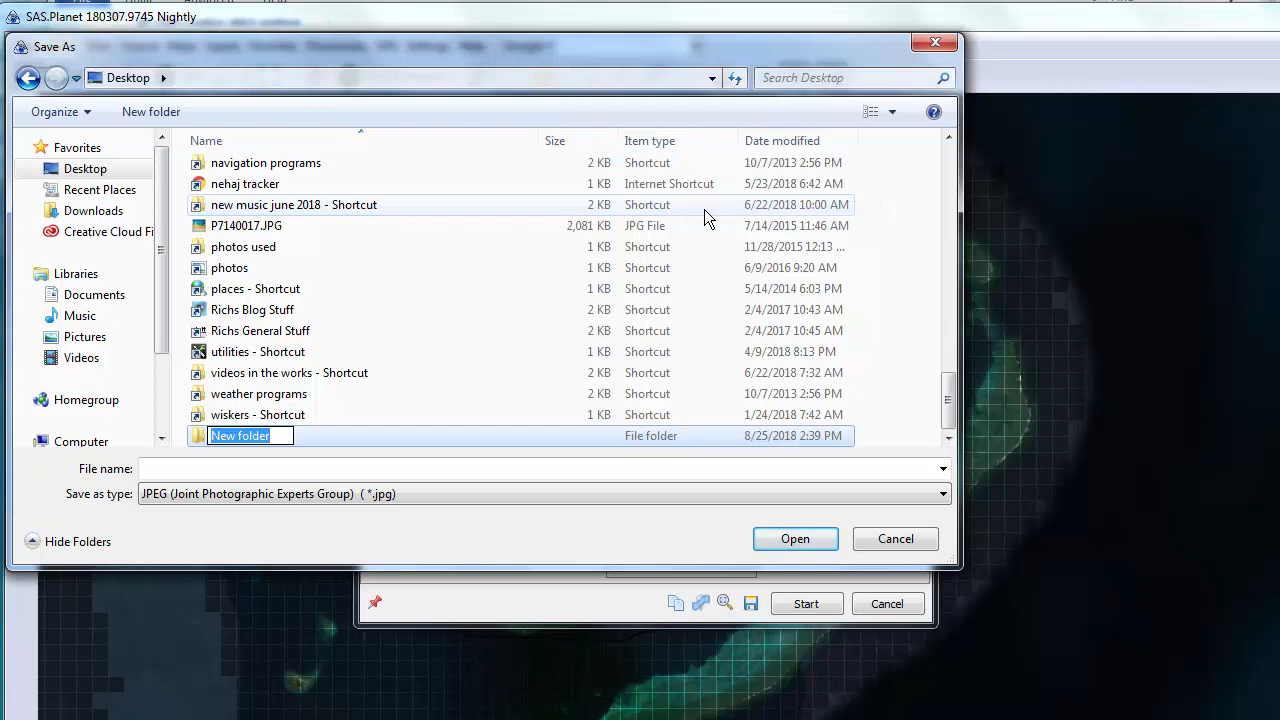 SAS.Planet 180307.9745 Nightly
Save As
Desktop
Search Desktop
Organize
New folder
Name Size Item type Date modified
Favorites
Desktop
Recent Places
Downloads
Creative Cloud Fi
Libraries
Documents
Music
Pictures
Videos
Homegroup
Computer
navigation programs 2 KB Shortcut 10/7/2013 2:56 PM
nehaj tracker 1 KB Internet Shortcut 5/23/2018 6:42 AM
new music june 2018 - Shortcut 2 KB Shortcut 6/22/2018 10:00 AM
P7140017.JPG 2,081 KB JPG File 7/14/2015 11:46 AM
photos used 1 KB Shortcut 11/28/2015 12:13 ...
photos 1 KB Shortcut 6/9/2016 9:20 AM
places - Shortcut 1 KB Shortcut 5/14/2014 6:03 PM
Richs Blog Stuff 2 KB Shortcut 2/4/2017 10:43 AM
Richs General Stuff 2 KB Shortcut 2/4/2017 10:45 AM
utilities - Shortcut 1 KB Shortcut 4/9/2018 8:13 PM
videos in the works - Shortcut 2 KB Shortcut 6/22/2018 7:32 AM
weather programs 2 KB Shortcut 10/7/2013 2:56 PM
wiskers - Shortcut 1 KB Shortcut 1/24/2018 7:42 AM
New folder File folder 8/25/2018 2:39 PM
File name:
Save as type: JPEG (Joint Photographic Experts Group) ( *.jpg)
Hide Folders
Open
Cancel
Start
Cancel